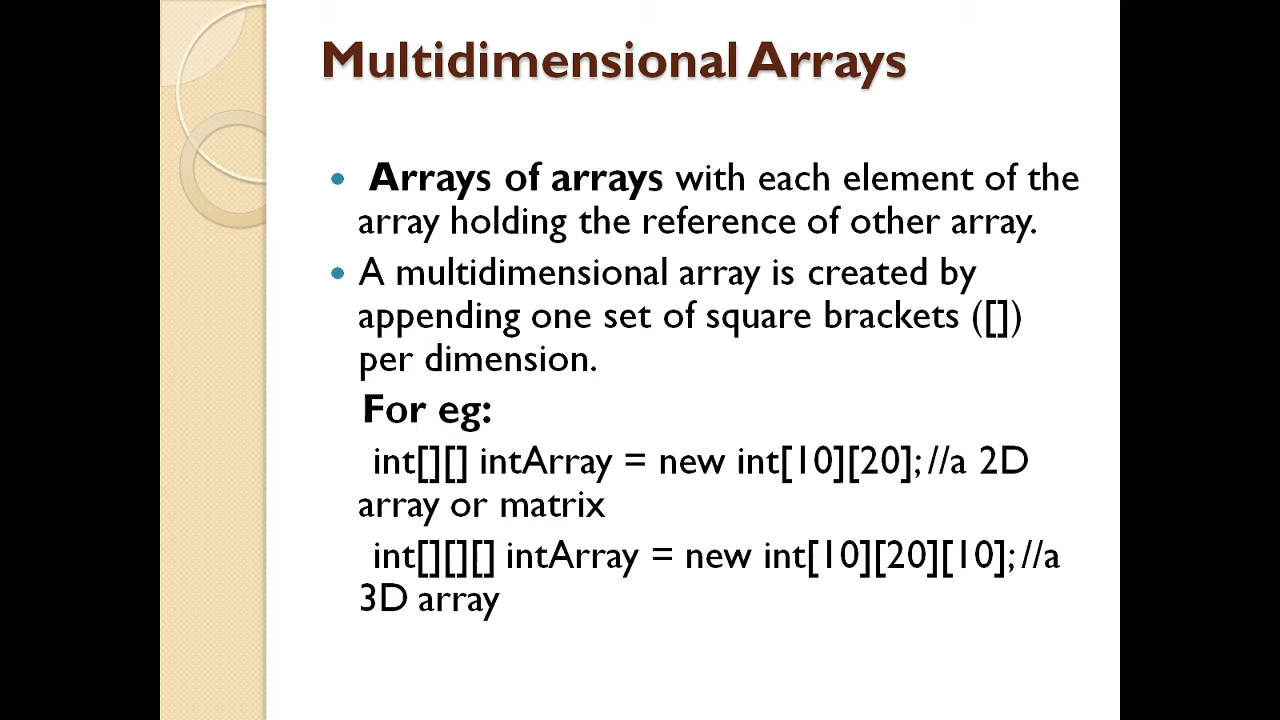 Multidimensional Arrays
Arrays of arrays with each element of the
array holding the reference of other array.
A multidimensional array is created by
appending one set of square brackets ([])
per dimension.
For eg:
int[][] intArray = new int[10][20]; //a 2D
array or matrix
int[][][] intArray = new int[10][20][10]; //a
3D array